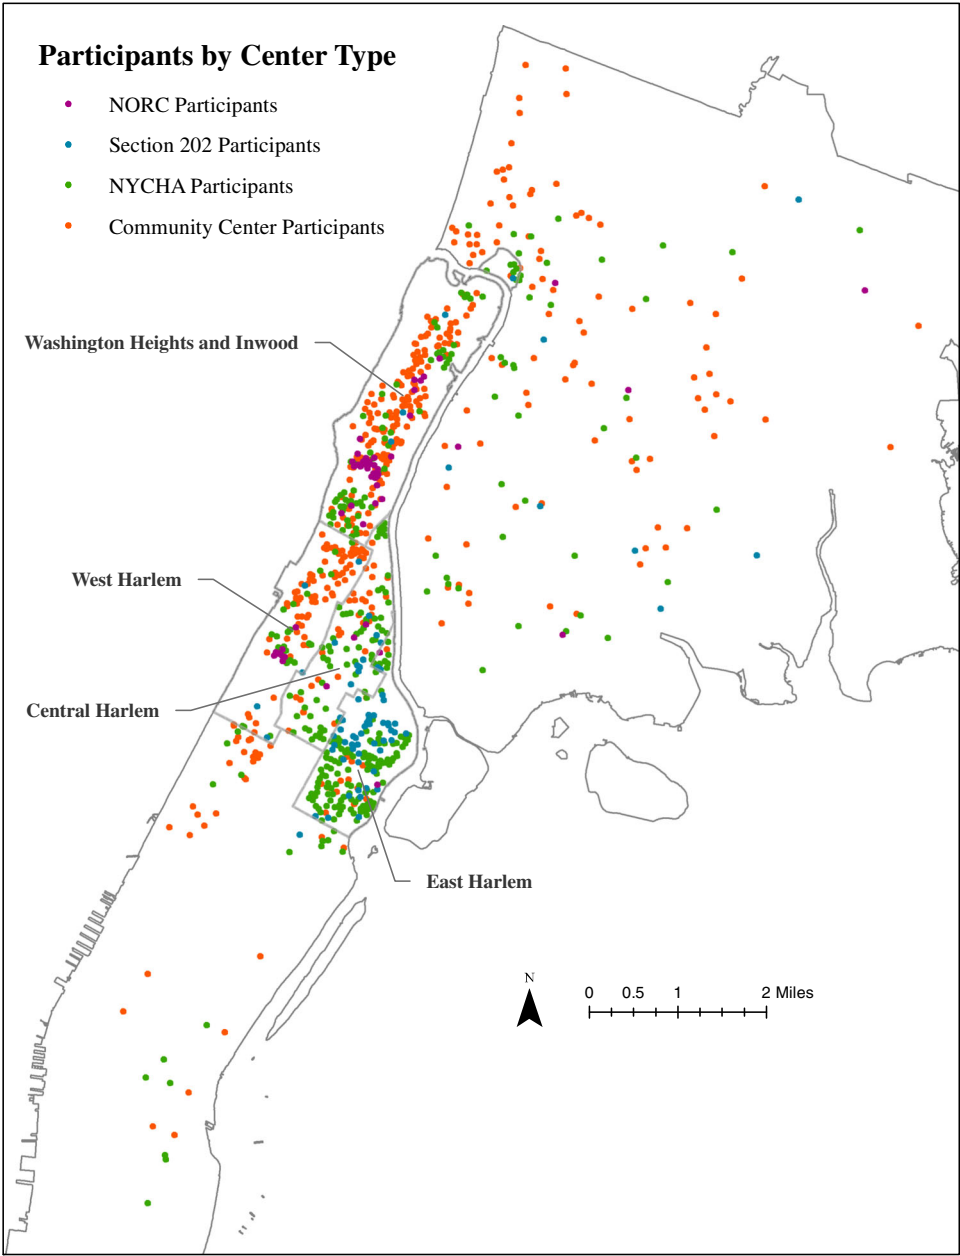 Participants by Center Type
NORC Participants
Section 202 Participants
NYCHA Participants
Community Center Participants
Washington Heights and Inwood
West Harlem
Central Harlem
East Harlem
N
0 0.5 1 2 Miles